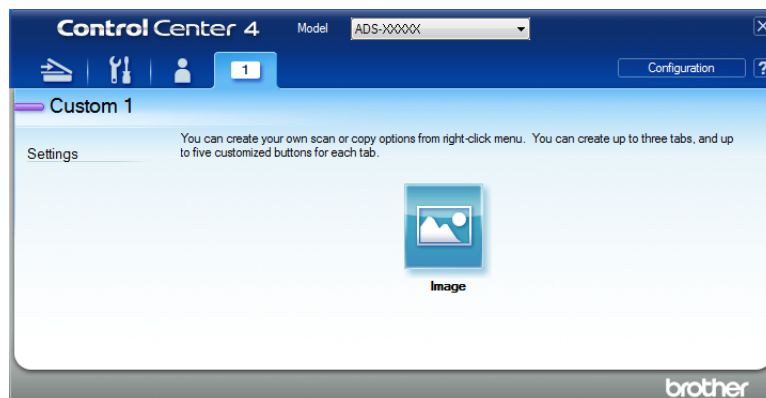 Control Center 4 Model ADS-XXXXX
1 Configuration ?
Custom 1
Settings
You can create your own scan or copy options from right-click menu. You can create up to three tabs, and up
to five customized buttons for each tab.
Image
brother